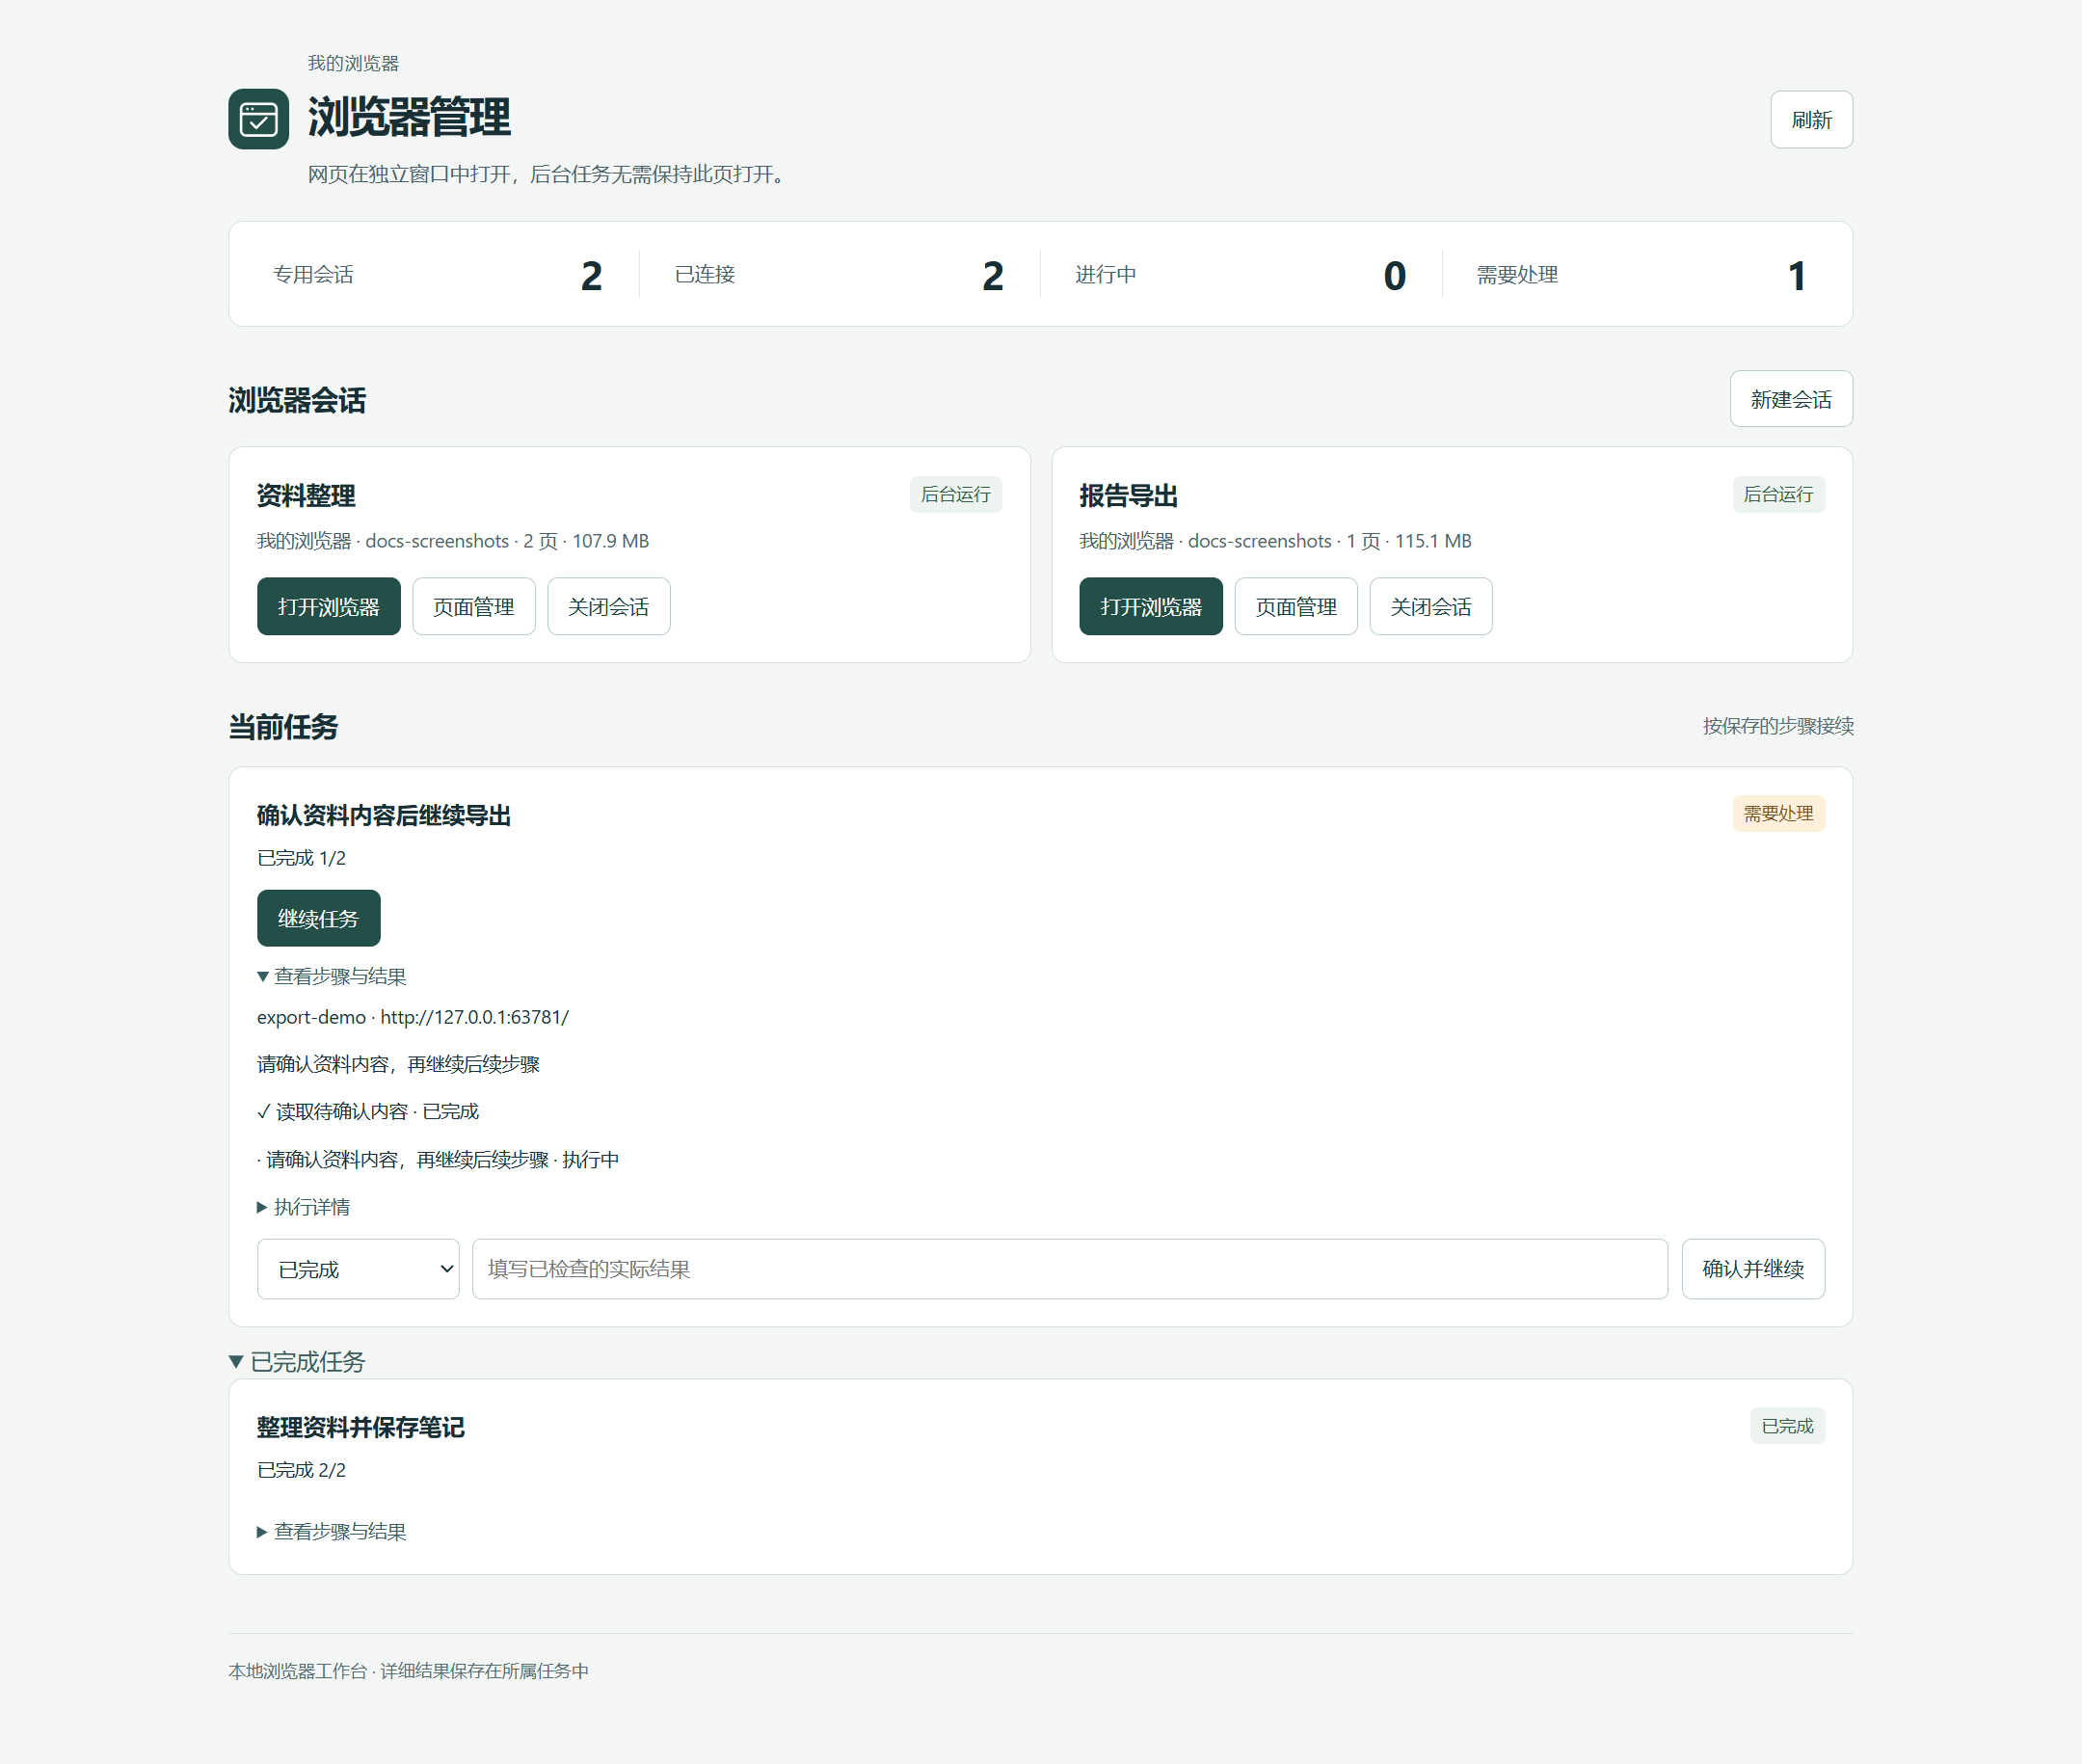 我的浏览器
浏览器管理
刷新
网页在独立窗口中打开，后台任务无需保持此页打开。
专用会话 2 已连接 2 进行中 0 需要处理 1
浏览器会话
新建会话
资料整理
后台运行
我的浏览器 · docs-screenshots · 2 页 · 107.9 MB
打开浏览器 页面管理 关闭会话
报告导出
后台运行
我的浏览器 · docs-screenshots · 1 页 · 115.1 MB
打开浏览器 页面管理 关闭会话
当前任务
按保存的步骤接续
确认资料内容后继续导出
需要处理
已完成 1/2
继续任务
▼ 查看步骤与结果
export-demo · http://127.0.0.1:63781/
请确认资料内容，再继续后续步骤
✓ 读取待确认内容 · 已完成
· 请确认资料内容，再继续后续步骤 · 执行中
▶ 执行详情
已完成 填写已检查的实际结果 确认并继续
▼ 已完成任务
整理资料并保存笔记
已完成
已完成 2/2
▶ 查看步骤与结果
本地浏览器工作台 · 详细结果保存在所属任务中